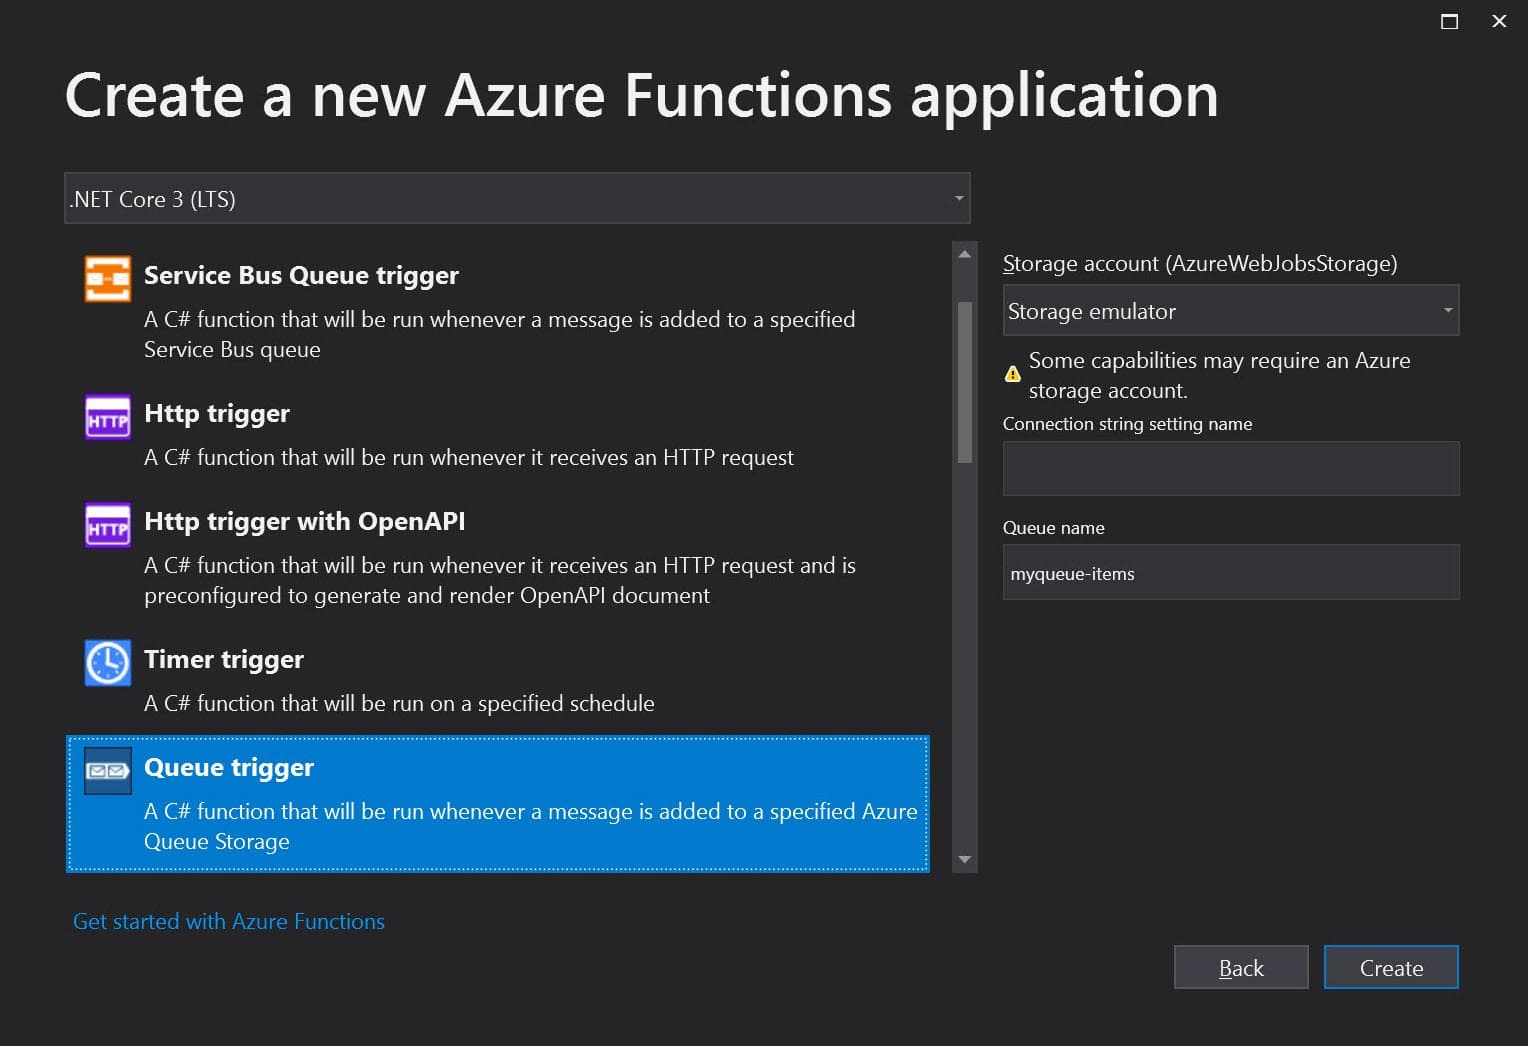 Create a new Azure Functions application
.NET Core 3 (LTS)
Service Bus Queue trigger
A C# function that will be run whenever a message is added to a specified
Service Bus queue
HTTP
Http trigger
A C# function that will be run whenever it receives an HTTP request
HTTP
Http trigger with OpenAPI
A C# function that will be run whenever it receives an HTTP request and is
preconfigured to generate and render OpenAPI document
Timer trigger
A C# function that will be run on a specified schedule
Queue trigger
A C# function that will be run whenever a message is added to a specified Azure
Queue Storage
Get started with Azure Functions
Storage account (AzureWebJobsStorage)
Storage emulator
Some capabilities may require an Azure
storage account.
Connection string setting name
Queue name
myqueue-items
Back
Create